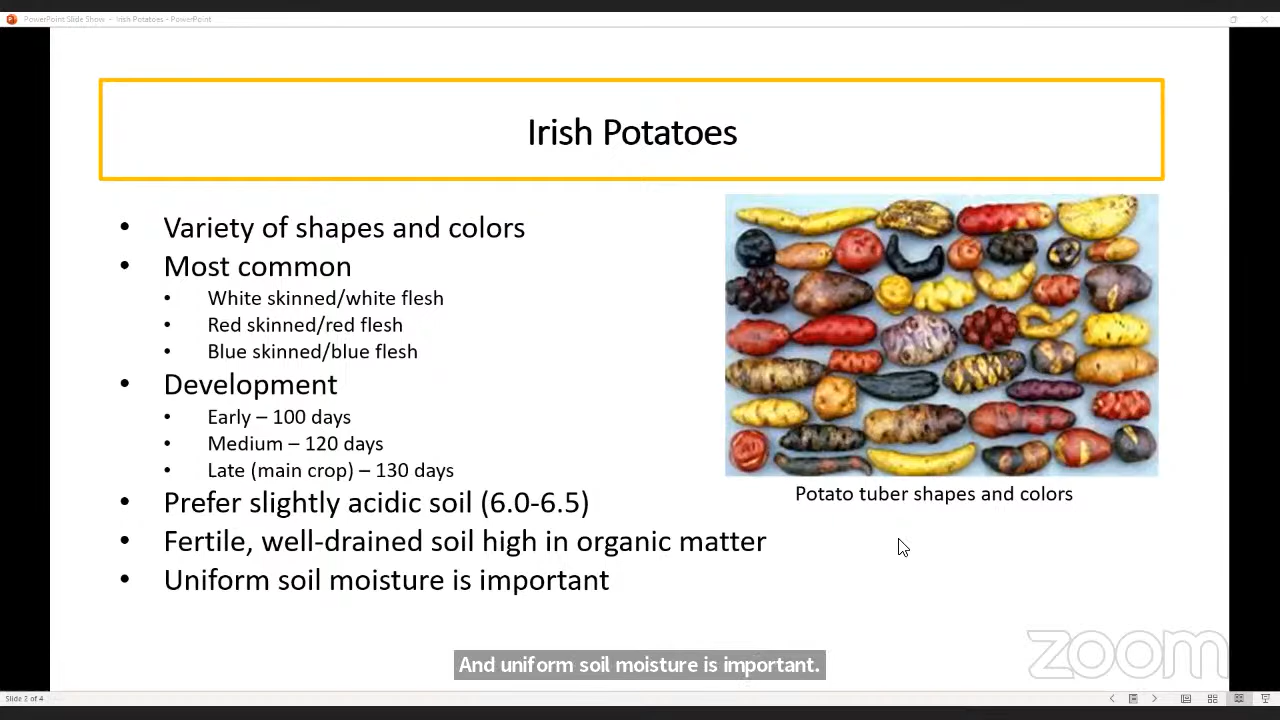 PowerPoint Slide Show - Irish Potatoes - PowerPoint
Irish Potatoes
• Variety of shapes and colors
• Most common
• White skinned/white flesh
• Red skinned/red flesh
• Blue skinned/blue flesh
• Development
• Early – 100 days
• Medium – 120 days
• Late (main crop) – 130 days
• Prefer slightly acidic soil (6.0-6.5)
• Fertile, well-drained soil high in organic matter
• Uniform soil moisture is important
Potato tuber shapes and colors
And uniform soil moisture is important.
zoom
Slide 2 of 4